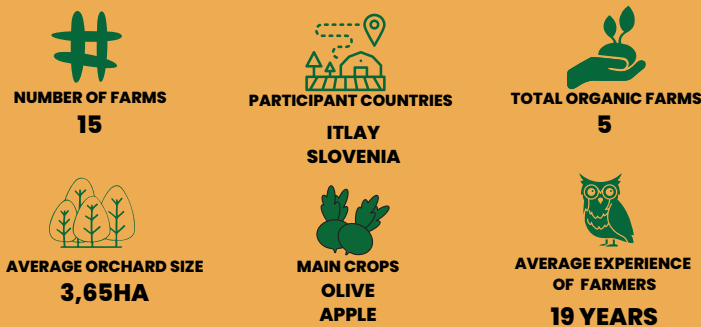 NUMBER OF FARMS
15
PARTICIPANT COUNTRIES
ITLAY
SLOVENIA
TOTAL ORGANIC FARMS
5
AVERAGE ORCHARD SIZE
3,65HA
MAIN CROPS
OLIVE
APPLE
AVERAGE EXPERIENCE
OF FARMERS
19 YEARS